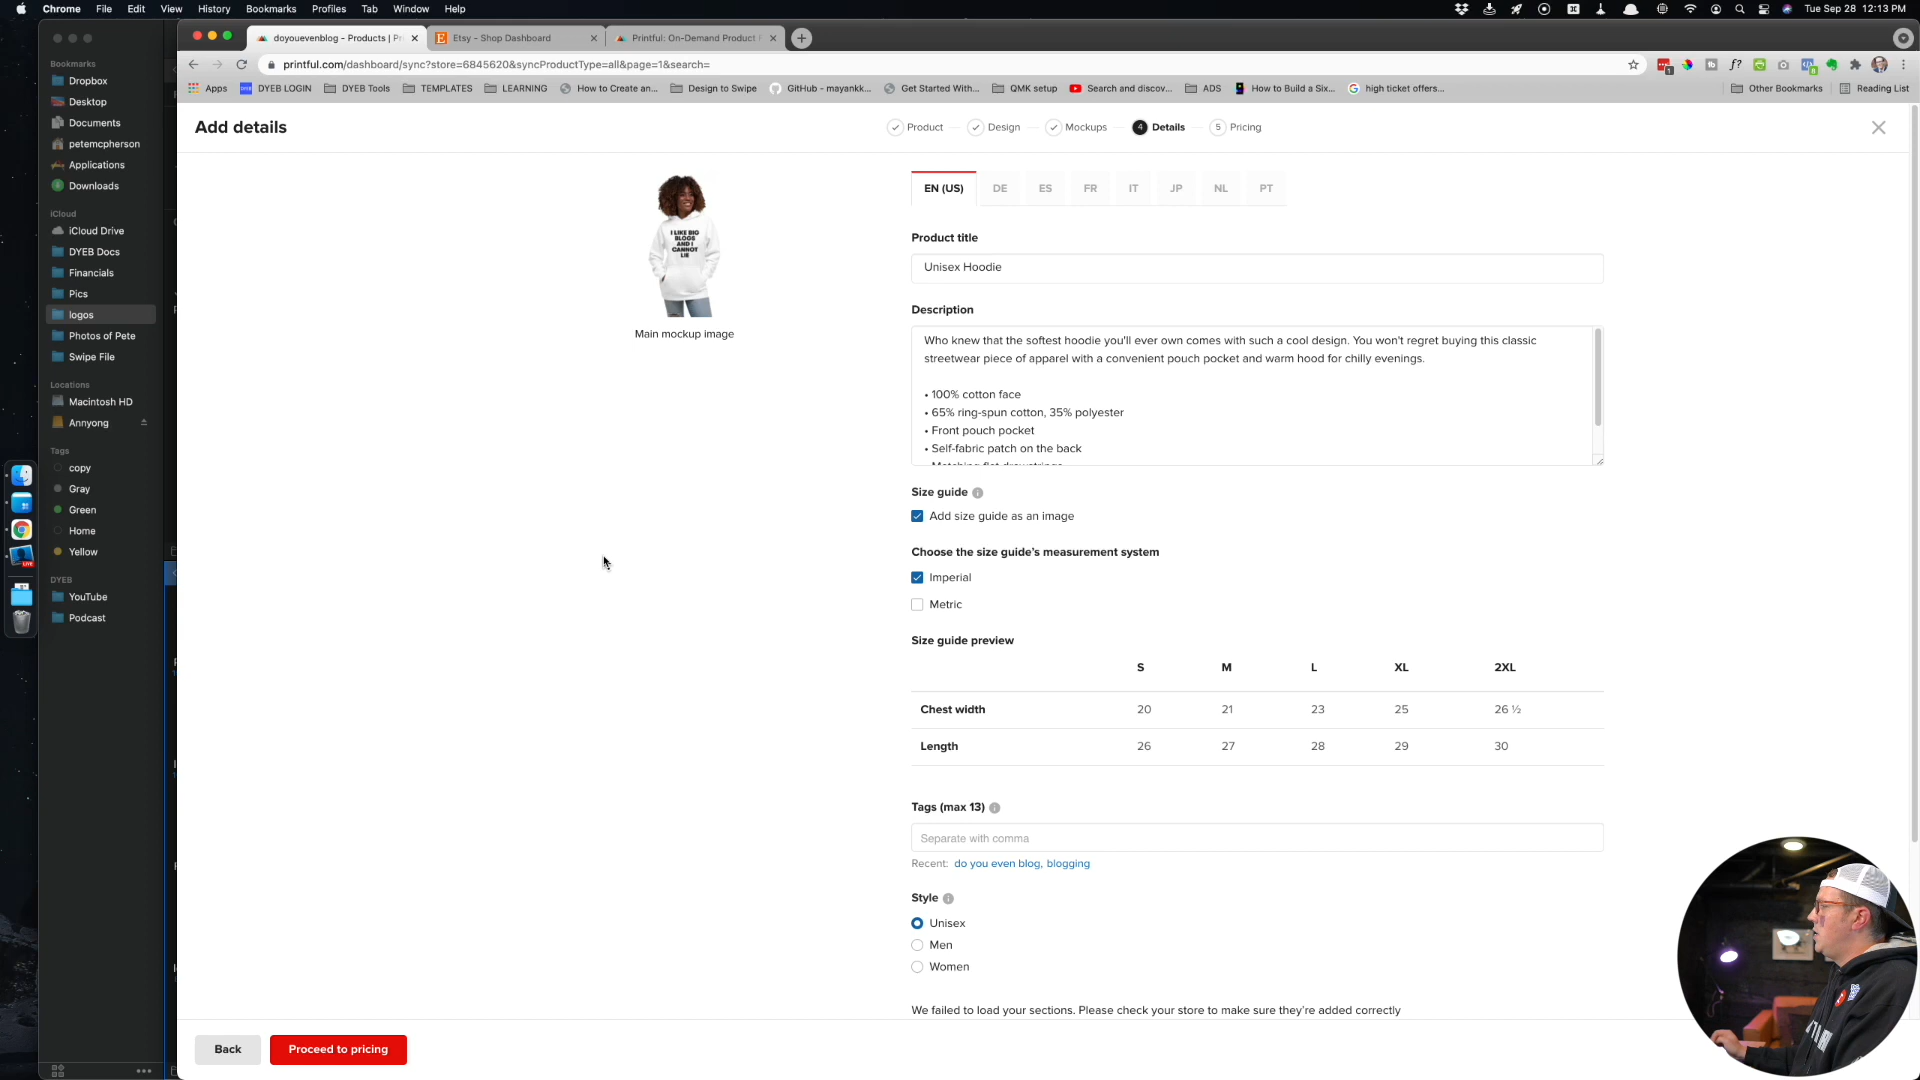 Chrome File Edit View History Bookmarks Profiles Tab Window Help
Tue Sep 28 12:13 PM
doyouevenblog - Products | Pri
Etsy - Shop Dashboard
Printful: On-Demand Product F
printful.com/dashboard/sync?store=6845620&syncProductType=all&page=1&search=
Apps DYEB LOGIN DYEB Tools TEMPLATES LEARNING How to Create an... Design to Swipe GitHub - mayankk... Get Started With... QMK setup Search and discov... ADS How to Build a Six... high ticket offers... Other Bookmarks Reading List
Bookmarks
Dropbox
Desktop
Documents
petemcpherson
Applications
Downloads
iCloud
iCloud Drive
DYEB Docs
Financials
Pics
logos
Photos of Pete
Swipe File
Locations
Macintosh HD
Annyong
Tags
copy
Gray
Green
Home
Yellow
DYEB
YouTube
Podcast
Add details
Product
Design
Mockups
4 Details
5 Pricing
I LIKE BIG
BLOGS
AND I
CANNOT
LIE
Main mockup image
EN (US) DE ES FR IT JP NL PT
Product title
Unisex Hoodie
Description
Who knew that the softest hoodie you'll ever own comes with such a cool design. You won't regret buying this classic
streetwear piece of apparel with a convenient pouch pocket and warm hood for chilly evenings.
• 100% cotton face
• 65% ring-spun cotton, 35% polyester
• Front pouch pocket
• Self-fabric patch on the back
Size guide
Add size guide as an image
Choose the size guide's measurement system
Imperial
Metric
Size guide preview
S M L XL 2XL
Chest width 20 21 23 25 26 ½
Length 26 27 28 29 30
Tags (max 13)
Separate with comma
Recent: do you even blog, blogging
Style
Unisex
Men
Women
We failed to load your sections. Please check your store to make sure they're added correctly
Back
Proceed to pricing